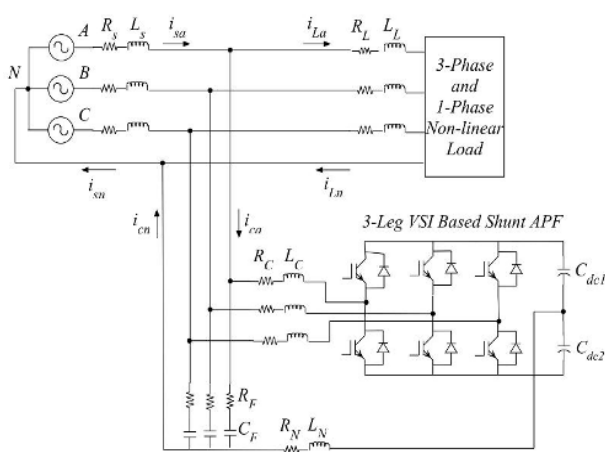 A R_s L_s i_sa i_La R_L L_L
N B
C
3-Phase
and
1-Phase
Non-linear
Load
i_sn i_Ln
i_cn i_ca
3-Leg VSI Based Shunt APF
R_C L_C
C_dc1
C_dc2
R_F
C_F R_N L_N